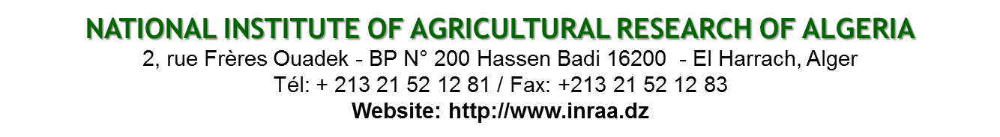 NATIONAL INSTITUTE OF AGRICULTURAL RESEARCH OF ALGERIA
2, rue Frères Ouadek - BP N° 200 Hassen Badi 16200  - El Harrach, Alger
Tél: + 213 21 52 12 81 / Fax: +213 21 52 12 83
Website: http://www.inraa.dz